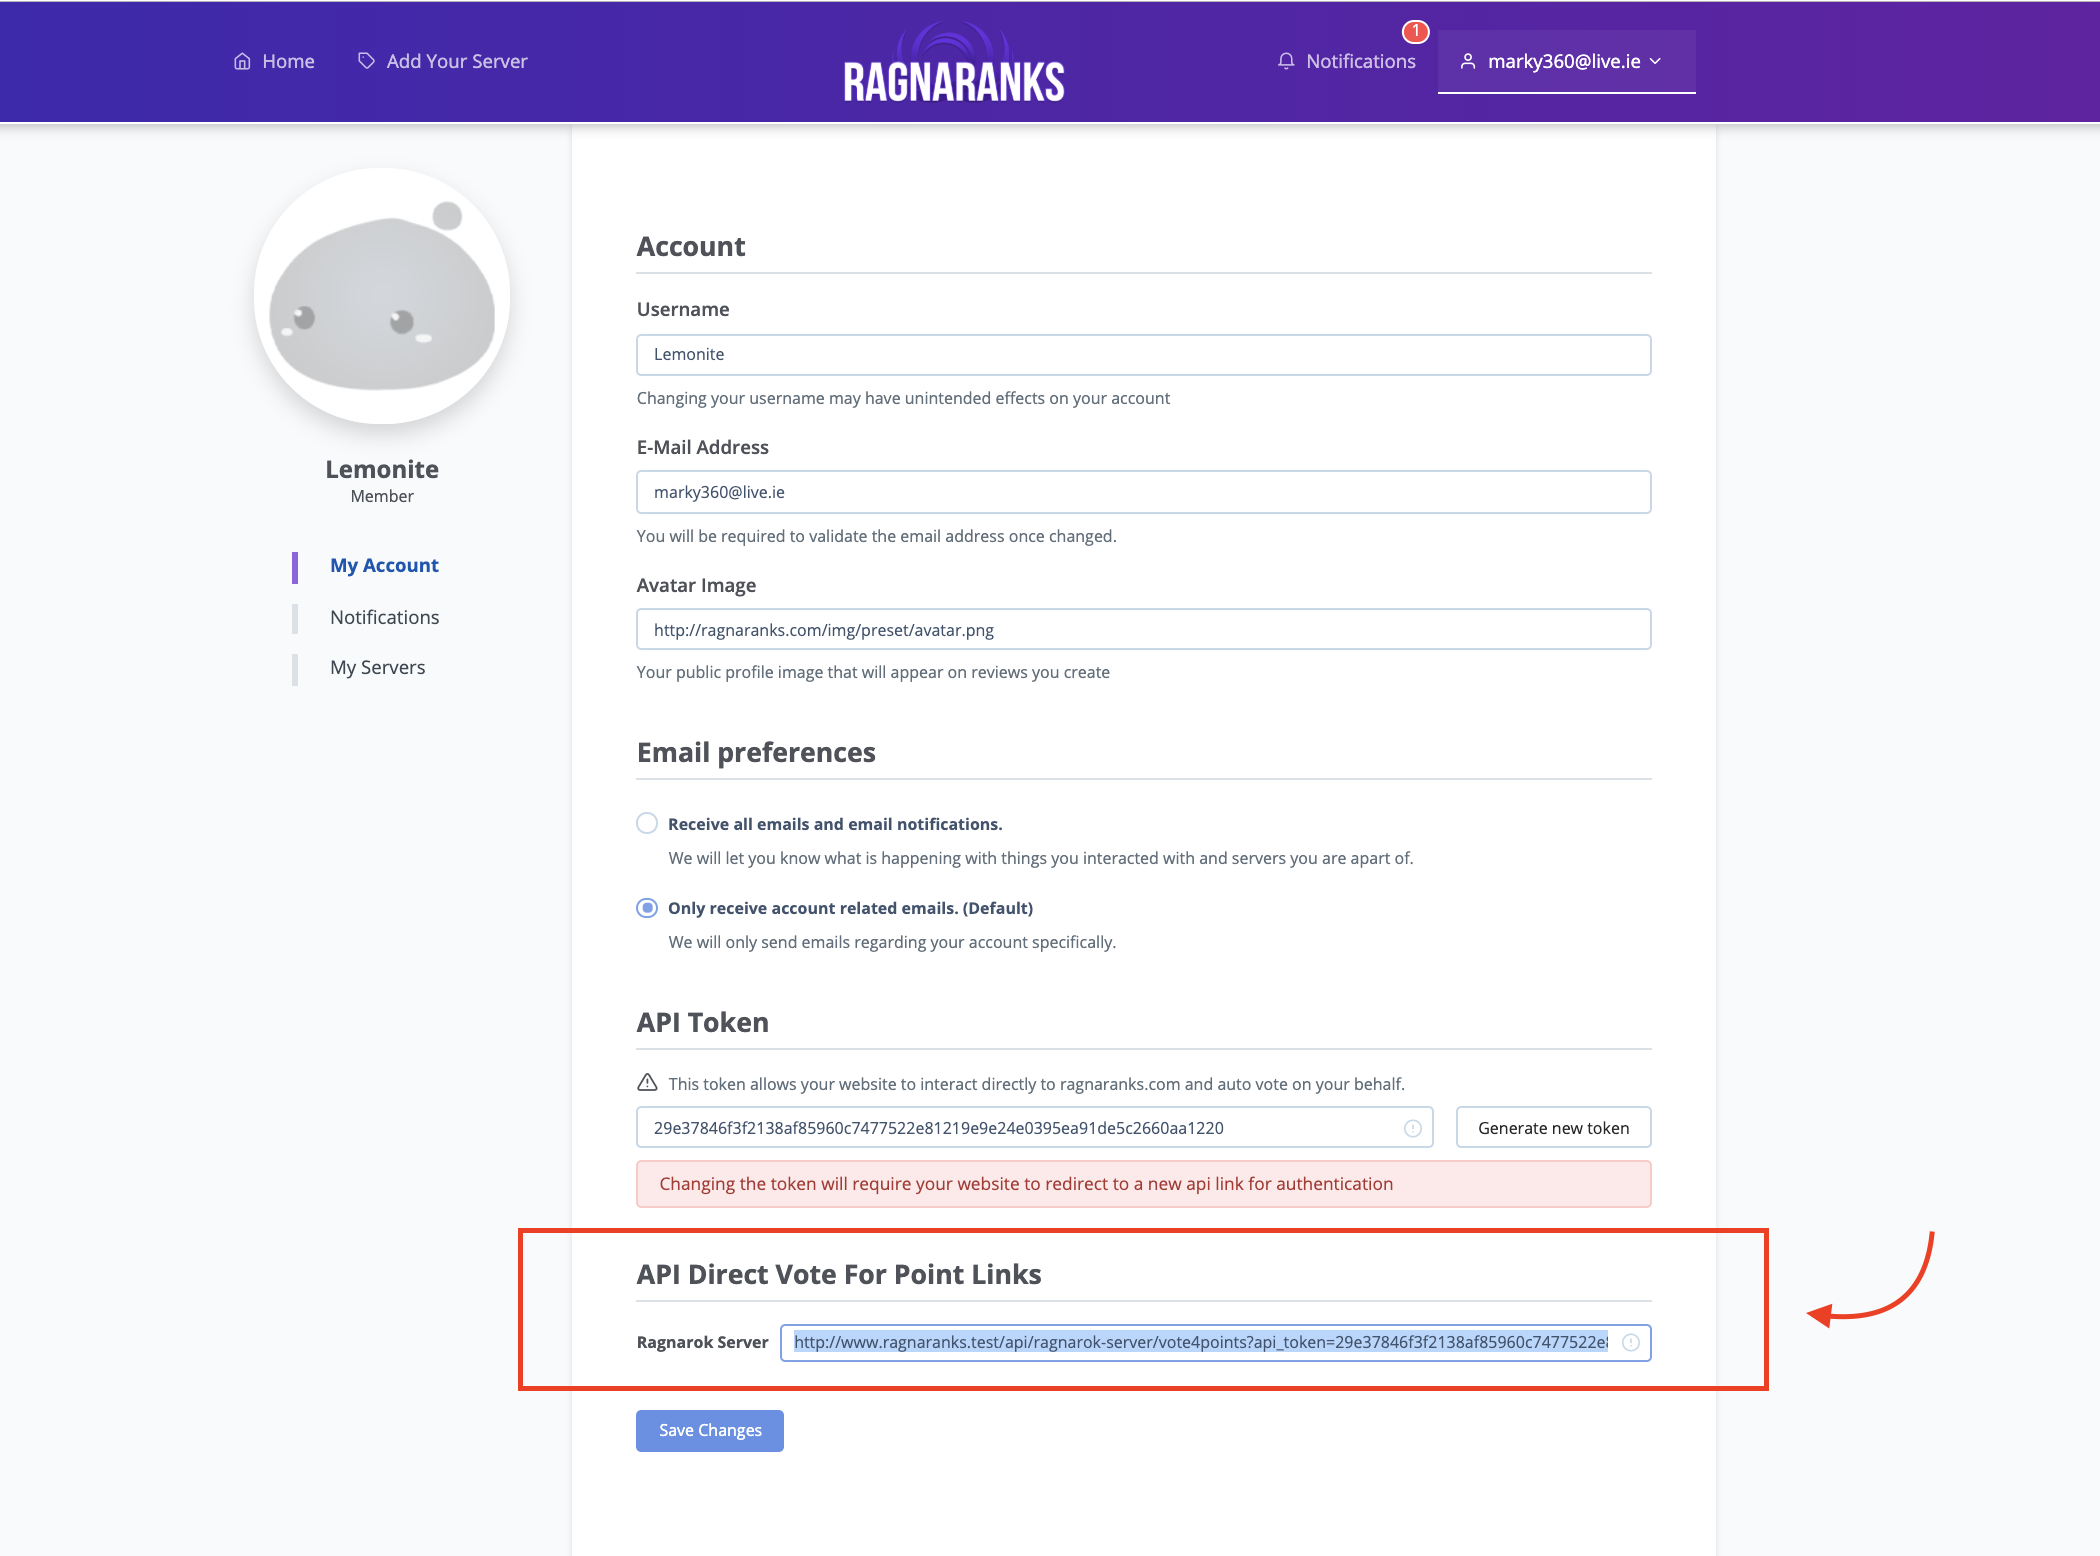 Home
Add Your Server
RAGNARANKS
Notifications
1
marky360@live.ie
Lemonite
Member
My Account
Notifications
My Servers
Account
Username
Lemonite
Changing your username may have unintended effects on your account
E-Mail Address
marky360@live.ie
You will be required to validate the email address once changed.
Avatar Image
http://ragnaranks.com/img/preset/avatar.png
Your public profile image that will appear on reviews you create
Email preferences
Receive all emails and email notifications.
We will let you know what is happening with things you interacted with and servers you are apart of.
Only receive account related emails. (Default)
We will only send emails regarding your account specifically.
API Token
This token allows your website to interact directly to ragnaranks.com and auto vote on your behalf.
29e37846f3f2138af85960c7477522e81219e9e24e0395ea91de5c2660aa1220
Generate new token
Changing the token will require your website to redirect to a new api link for authentication
API Direct Vote For Point Links
Ragnarok Server
http://www.ragnaranks.test/api/ragnarok-server/vote4points?api_token=29e37846f3f2138af85960c7477522e8
Save Changes